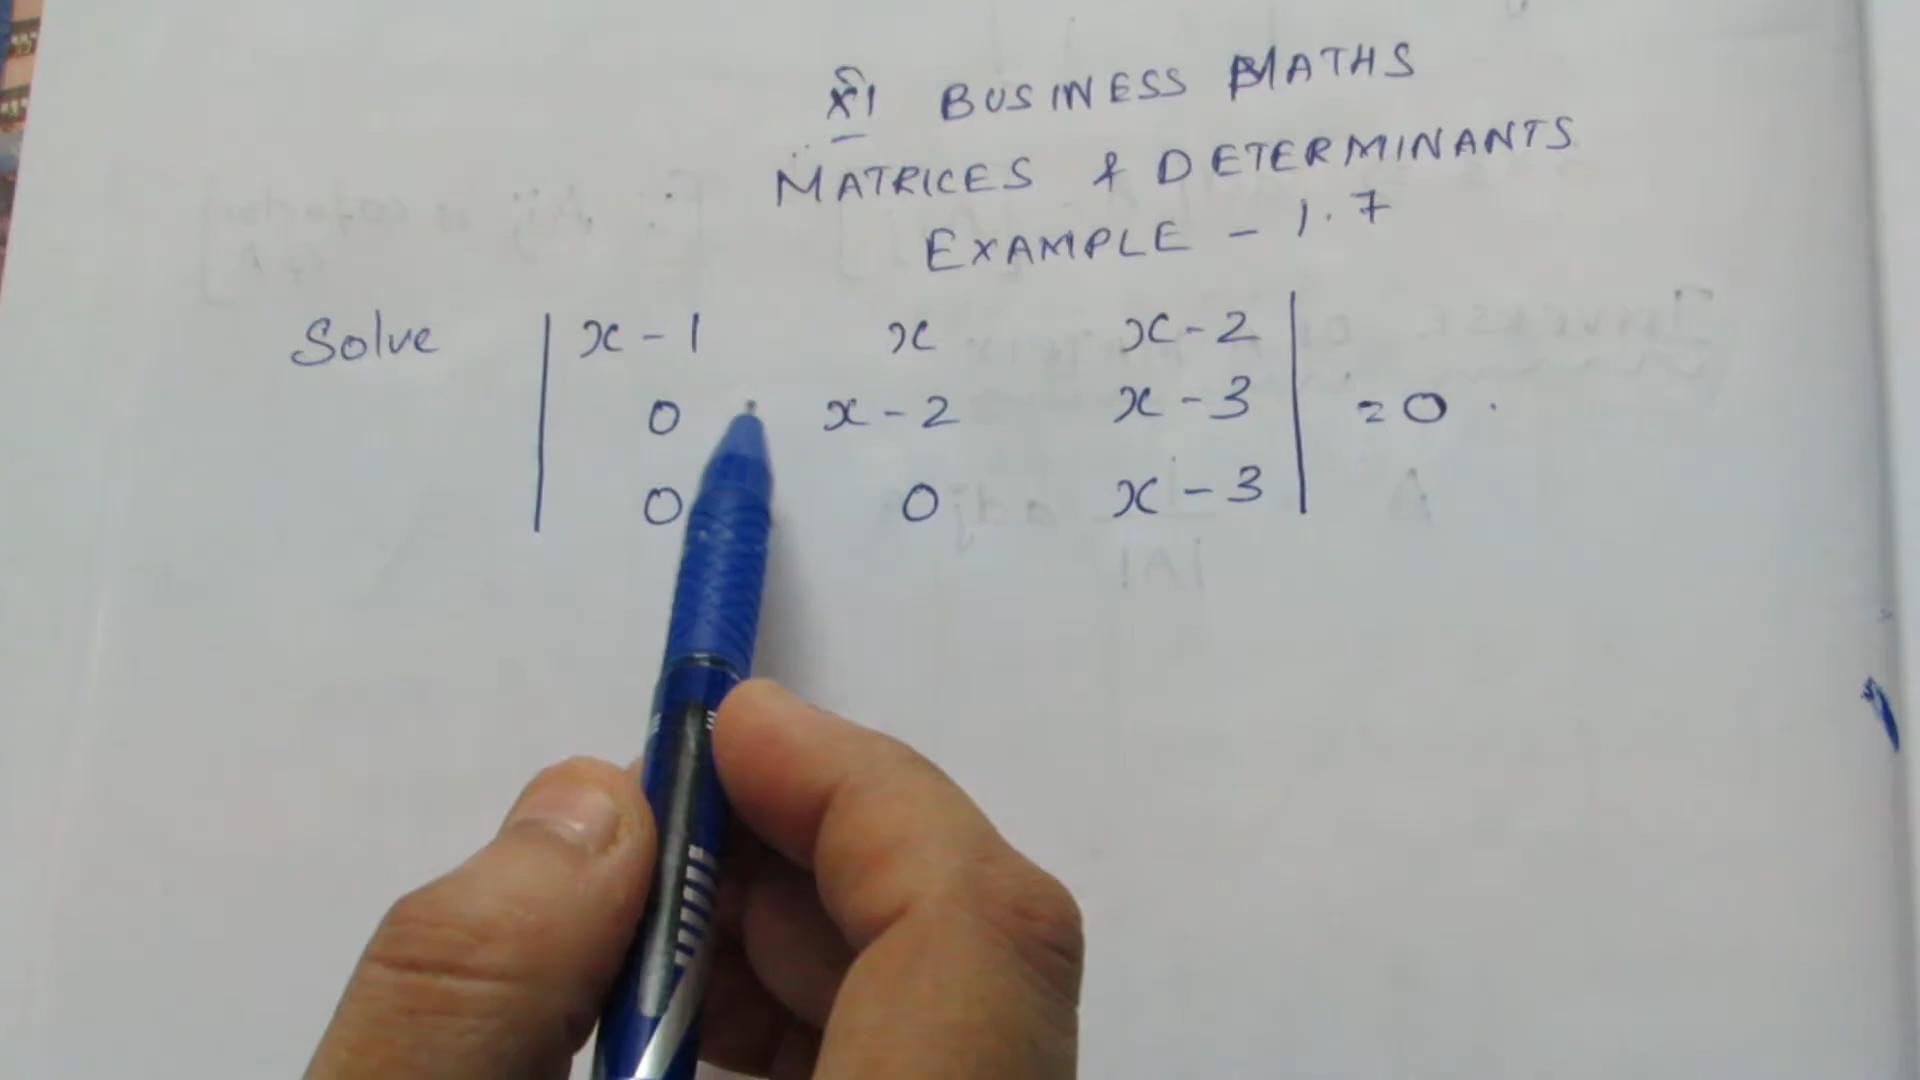 XI BUSINESS MATHS
MATRICES & DETERMINANTS
EXAMPLE - 1.7
Solve | x - 1 x x - 2 |
0 x - 2 x - 3 = 0 .
0 0 x - 3